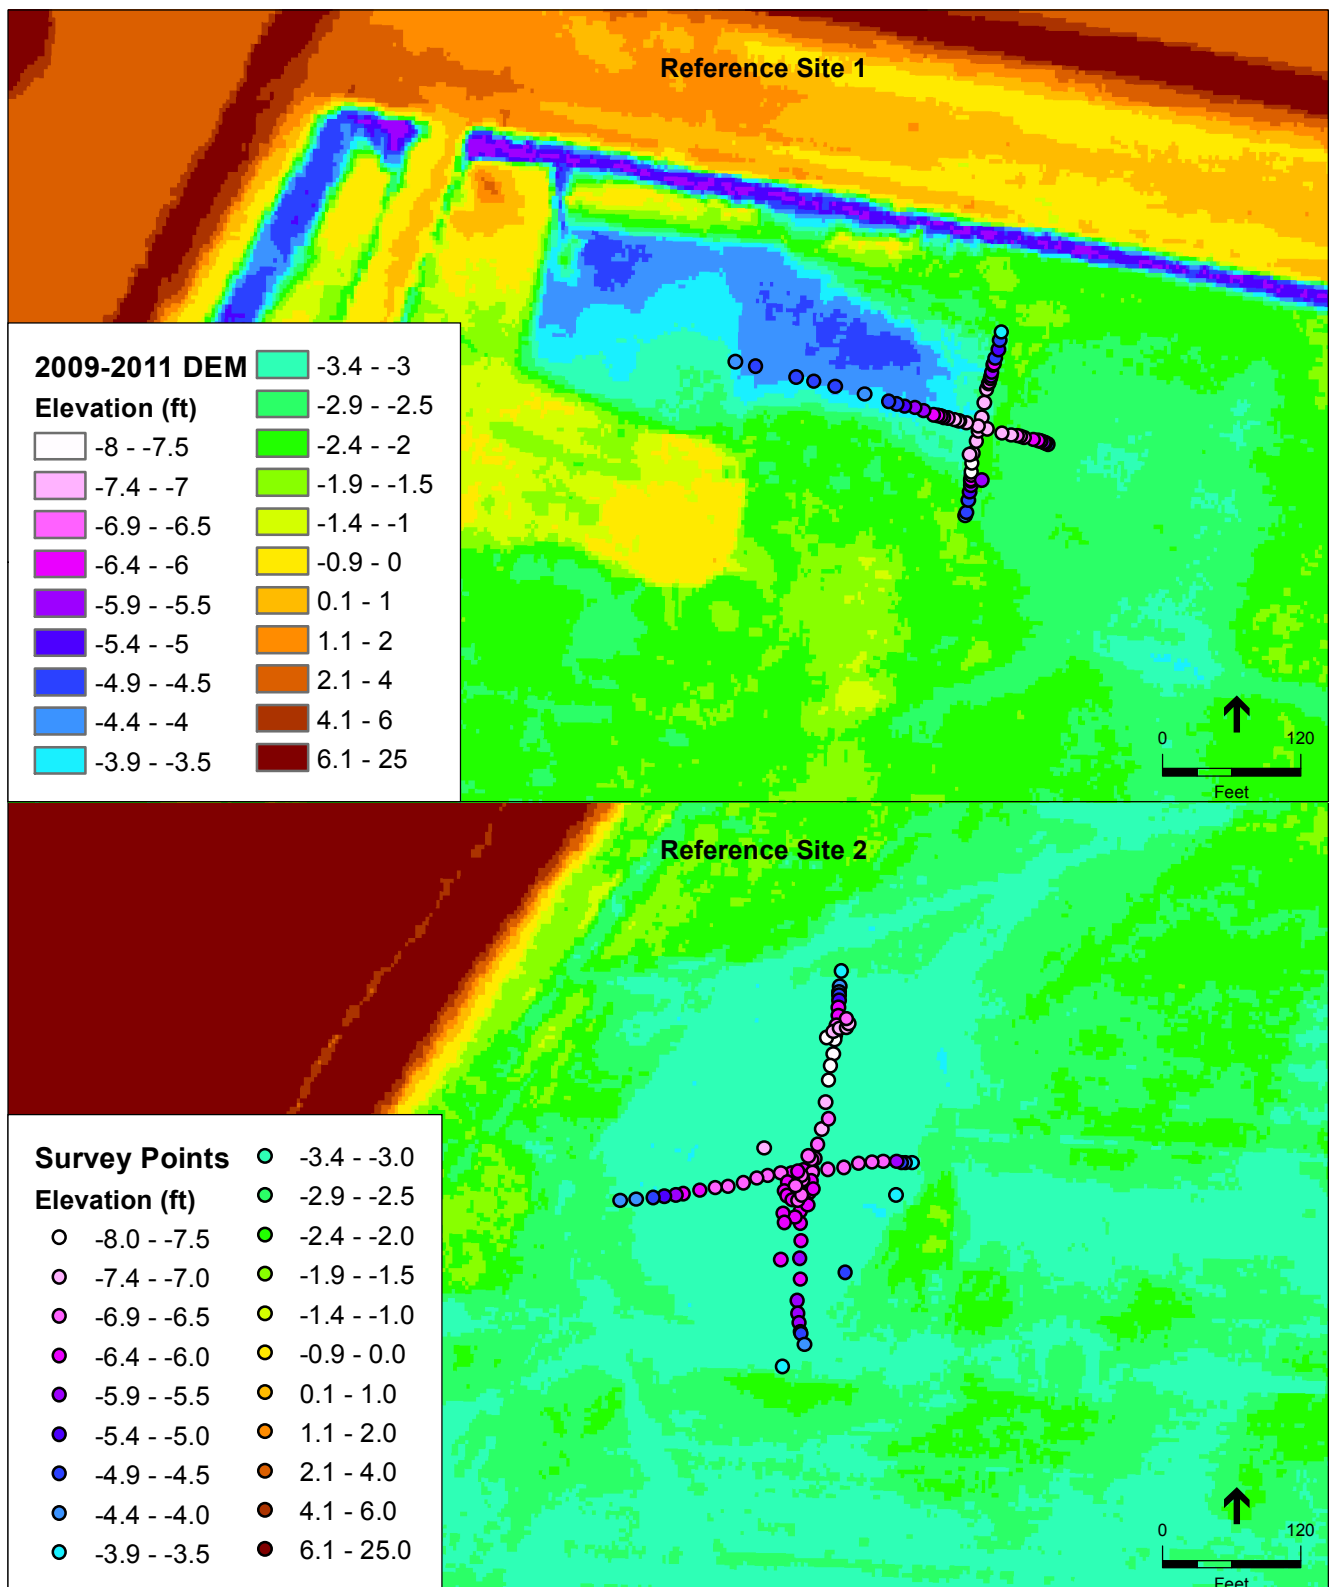 Reference Site 1
2009-2011 DEM
Elevation (ft)
-8 - -7.5
-7.4 - -7
-6.9 - -6.5
-6.4 - -6
-5.9 - -5.5
-5.4 - -5
-4.9 - -4.5
-4.4 - -4
-3.9 - -3.5
-3.4 - -3
-2.9 - -2.5
-2.4 - -2
-1.9 - -1.5
-1.4 - -1
-0.9 - 0
0.1 - 1
1.1 - 2
2.1 - 4
4.1 - 6
6.1 - 25
0 120
Feet
Reference Site 2
Survey Points
Elevation (ft)
-8.0 - -7.5
-7.4 - -7.0
-6.9 - -6.5
-6.4 - -6.0
-5.9 - -5.5
-5.4 - -5.0
-4.9 - -4.5
-4.4 - -4.0
-3.9 - -3.5
-3.4 - -3.0
-2.9 - -2.5
-2.4 - -2.0
-1.9 - -1.5
-1.4 - -1.0
-0.9 - 0.0
0.1 - 1.0
1.1 - 2.0
2.1 - 4.0
4.1 - 6.0
6.1 - 25.0
0 120
Feet